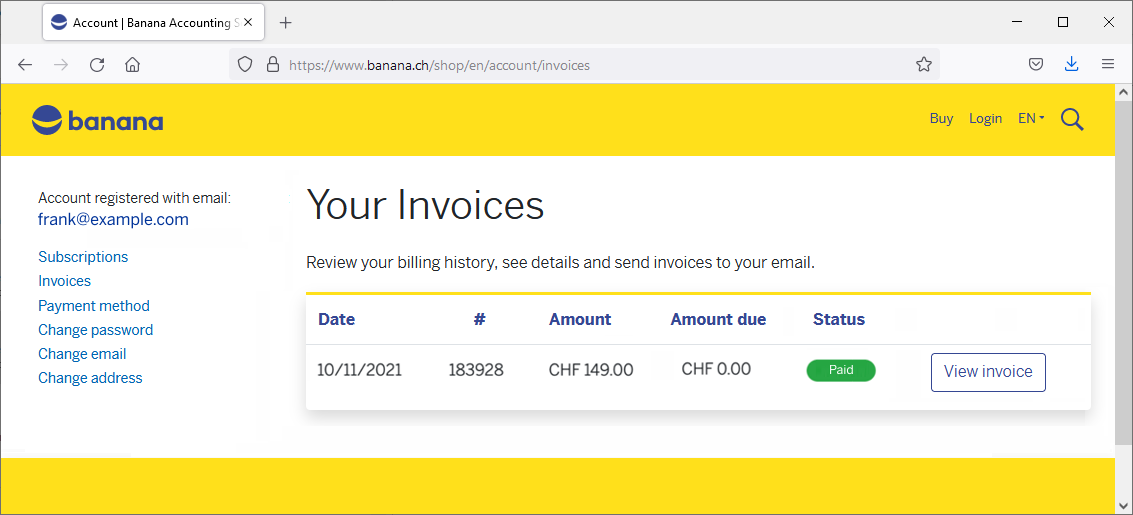 Account | Banana Accounting S
https://www.banana.ch/shop/en/account/invoices
banana
Buy Login EN
Account registered with email:
frank@example.com
Subscriptions
Invoices
Payment method
Change password
Change email
Change address
Your Invoices
Review your billing history, see details and send invoices to your email.
Date # Amount Amount due Status
10/11/2021 183928 CHF 149.00 CHF 0.00 Paid View invoice